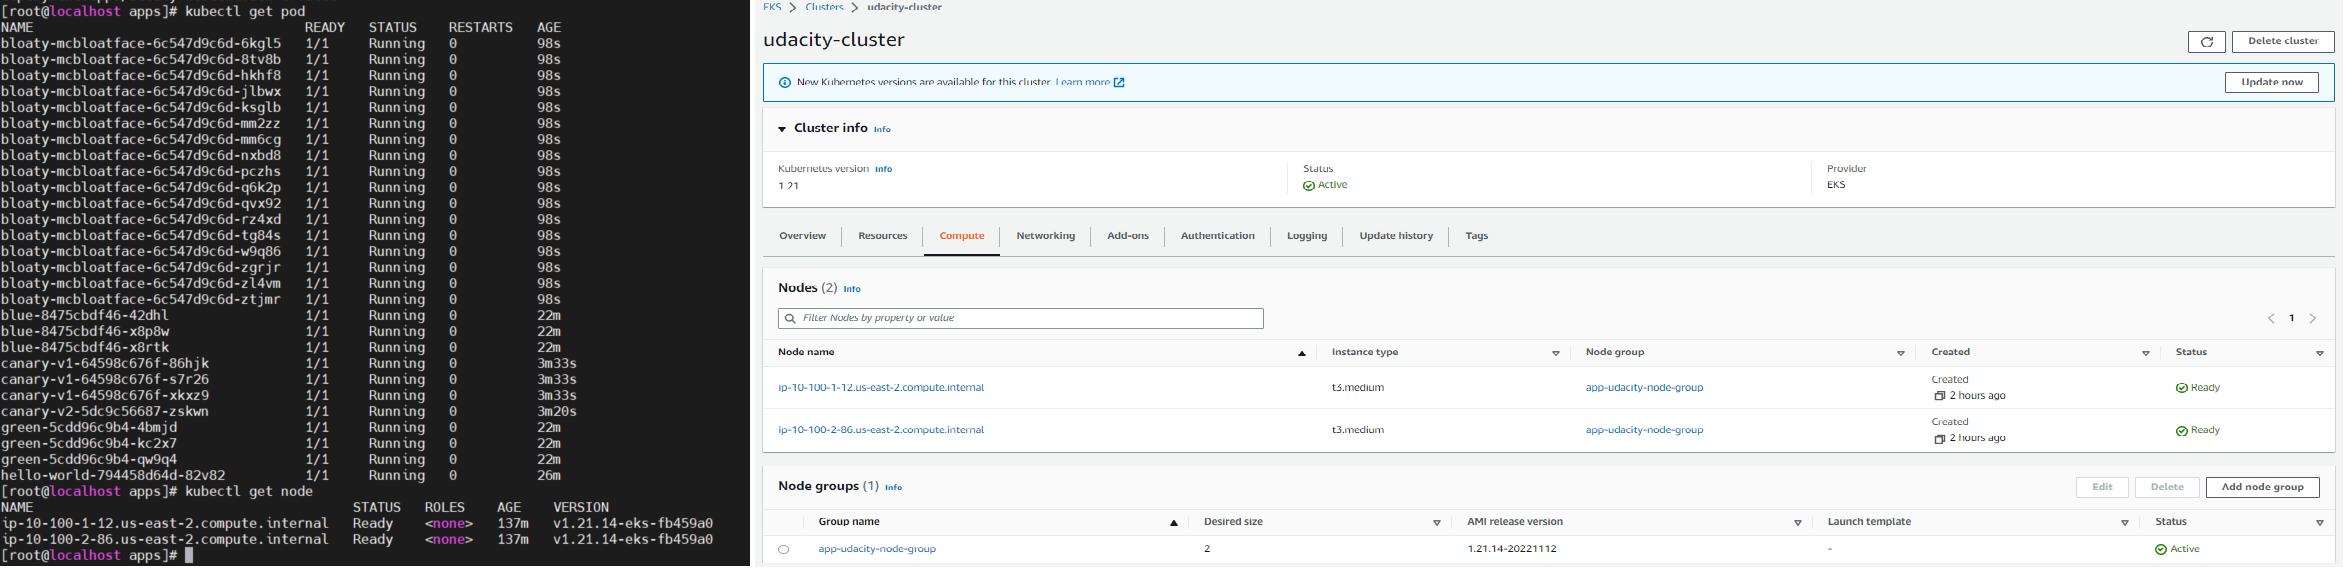 [root@localhost apps]# kubectl get pod
NAME READY STATUS RESTARTS AGE
bloaty-mcbloatface-6c547d9c6d-6kgl5 1/1 Running 0 98s
bloaty-mcbloatface-6c547d9c6d-8tv8b 1/1 Running 0 98s
bloaty-mcbloatface-6c547d9c6d-hkhf8 1/1 Running 0 98s
bloaty-mcbloatface-6c547d9c6d-jlbwx 1/1 Running 0 98s
bloaty-mcbloatface-6c547d9c6d-ksglb 1/1 Running 0 98s
bloaty-mcbloatface-6c547d9c6d-mm2zz 1/1 Running 0 98s
bloaty-mcbloatface-6c547d9c6d-mm6cg 1/1 Running 0 98s
bloaty-mcbloatface-6c547d9c6d-nxbd8 1/1 Running 0 98s
bloaty-mcbloatface-6c547d9c6d-pczhs 1/1 Running 0 98s
bloaty-mcbloatface-6c547d9c6d-q6k2p 1/1 Running 0 98s
bloaty-mcbloatface-6c547d9c6d-qvx92 1/1 Running 0 98s
bloaty-mcbloatface-6c547d9c6d-rz4xd 1/1 Running 0 98s
bloaty-mcbloatface-6c547d9c6d-tg84s 1/1 Running 0 98s
bloaty-mcbloatface-6c547d9c6d-w9q86 1/1 Running 0 98s
bloaty-mcbloatface-6c547d9c6d-zgrjr 1/1 Running 0 98s
bloaty-mcbloatface-6c547d9c6d-zl4vm 1/1 Running 0 98s
bloaty-mcbloatface-6c547d9c6d-ztjmr 1/1 Running 0 98s
blue-8475cbdf46-42dhl 1/1 Running 0 22m
blue-8475cbdf46-x8p8w 1/1 Running 0 22m
blue-8475cbdf46-x8rtk 1/1 Running 0 22m
canary-v1-64598c676f-86hjk 1/1 Running 0 3m33s
canary-v1-64598c676f-s7r26 1/1 Running 0 3m33s
canary-v1-64598c676f-xkxz9 1/1 Running 0 3m33s
canary-v2-5dc9c56687-zskwn 1/1 Running 0 3m20s
green-5cdd96c9b4-4bmjd 1/1 Running 0 22m
green-5cdd96c9b4-kc2x7 1/1 Running 0 22m
green-5cdd96c9b4-qw9q4 1/1 Running 0 22m
hello-world-794458d64d-82v82 1/1 Running 0 26m
[root@localhost apps]# kubectl get node
NAME STATUS ROLES AGE VERSION
ip-10-100-1-12.us-east-2.compute.internal Ready <none> 137m v1.21.14-eks-fb459a0
ip-10-100-2-86.us-east-2.compute.internal Ready <none> 137m v1.21.14-eks-fb459a0
[root@localhost apps]#
EKS > Clusters > udacity-cluster
udacity-cluster
Delete cluster
New Kubernetes versions are available for this cluster. Learn more
Update now
Cluster info Info
Kubernetes version Info
1.21
Status
Active
Provider
EKS
Overview Resources Compute Networking Add-ons Authentication Logging Update history Tags
Nodes (2) Info
Filter Nodes by property or value
< 1 >
Node name Instance type Node group Created Status
ip-10-100-1-12.us-east-2.compute.internal t3.medium app-udacity-node-group Created 2 hours ago Ready
ip-10-100-2-86.us-east-2.compute.internal t3.medium app-udacity-node-group Created 2 hours ago Ready
Node groups (1) Info
Edit Delete Add node group
Group name Desired size AMI release version Launch template Status
app-udacity-node-group 2 1.21.14-20221112 - Active